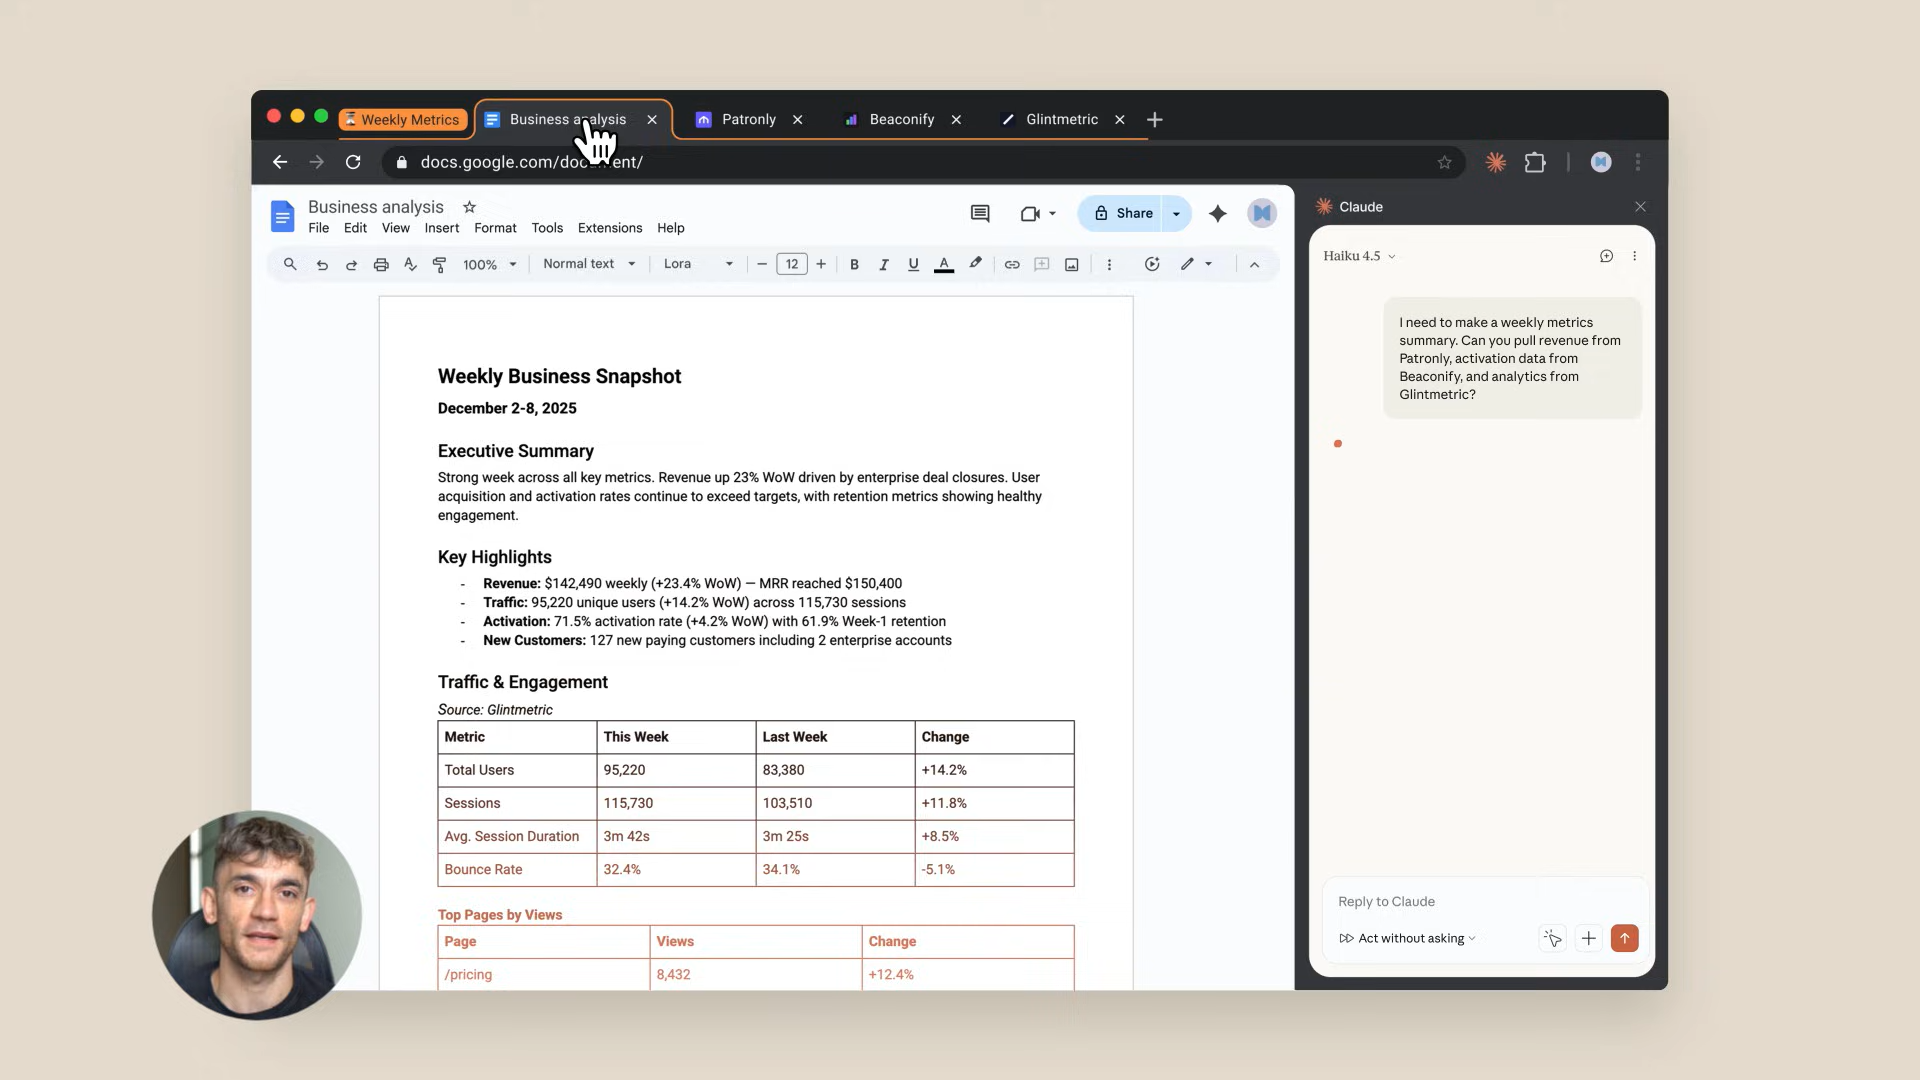 Weekly Metrics
Business analysis
Patronly
Beaconify
Glintmetric
docs.google.com/document/
Business analysis
File Edit View Insert Format Tools Extensions Help
Share
100%
Normal text
Lora
12
B I U A
Weekly Business Snapshot
December 2-8, 2025
Executive Summary
Strong week across all key metrics. Revenue up 23% WoW driven by enterprise deal closures. User
acquisition and activation rates continue to exceed targets, with retention metrics showing healthy
engagement.
Key Highlights
- Revenue: $142,490 weekly (+23.4% WoW) — MRR reached $150,400
- Traffic: 95,220 unique users (+14.2% WoW) across 115,730 sessions
- Activation: 71.5% activation rate (+4.2% WoW) with 61.9% Week-1 retention
- New Customers: 127 new paying customers including 2 enterprise accounts
Traffic & Engagement
Source: Glintmetric
Metric This Week Last Week Change
Total Users 95,220 83,380 +14.2%
Sessions 115,730 103,510 +11.8%
Avg. Session Duration 3m 42s 3m 25s +8.5%
Bounce Rate 32.4% 34.1% -5.1%
Top Pages by Views
Page Views Change
/pricing 8,432 +12.4%
Claude
Haiku 4.5
I need to make a weekly metrics
summary. Can you pull revenue from
Patronly, activation data from
Beaconify, and analytics from
Glintmetric?
Reply to Claude
Act without asking